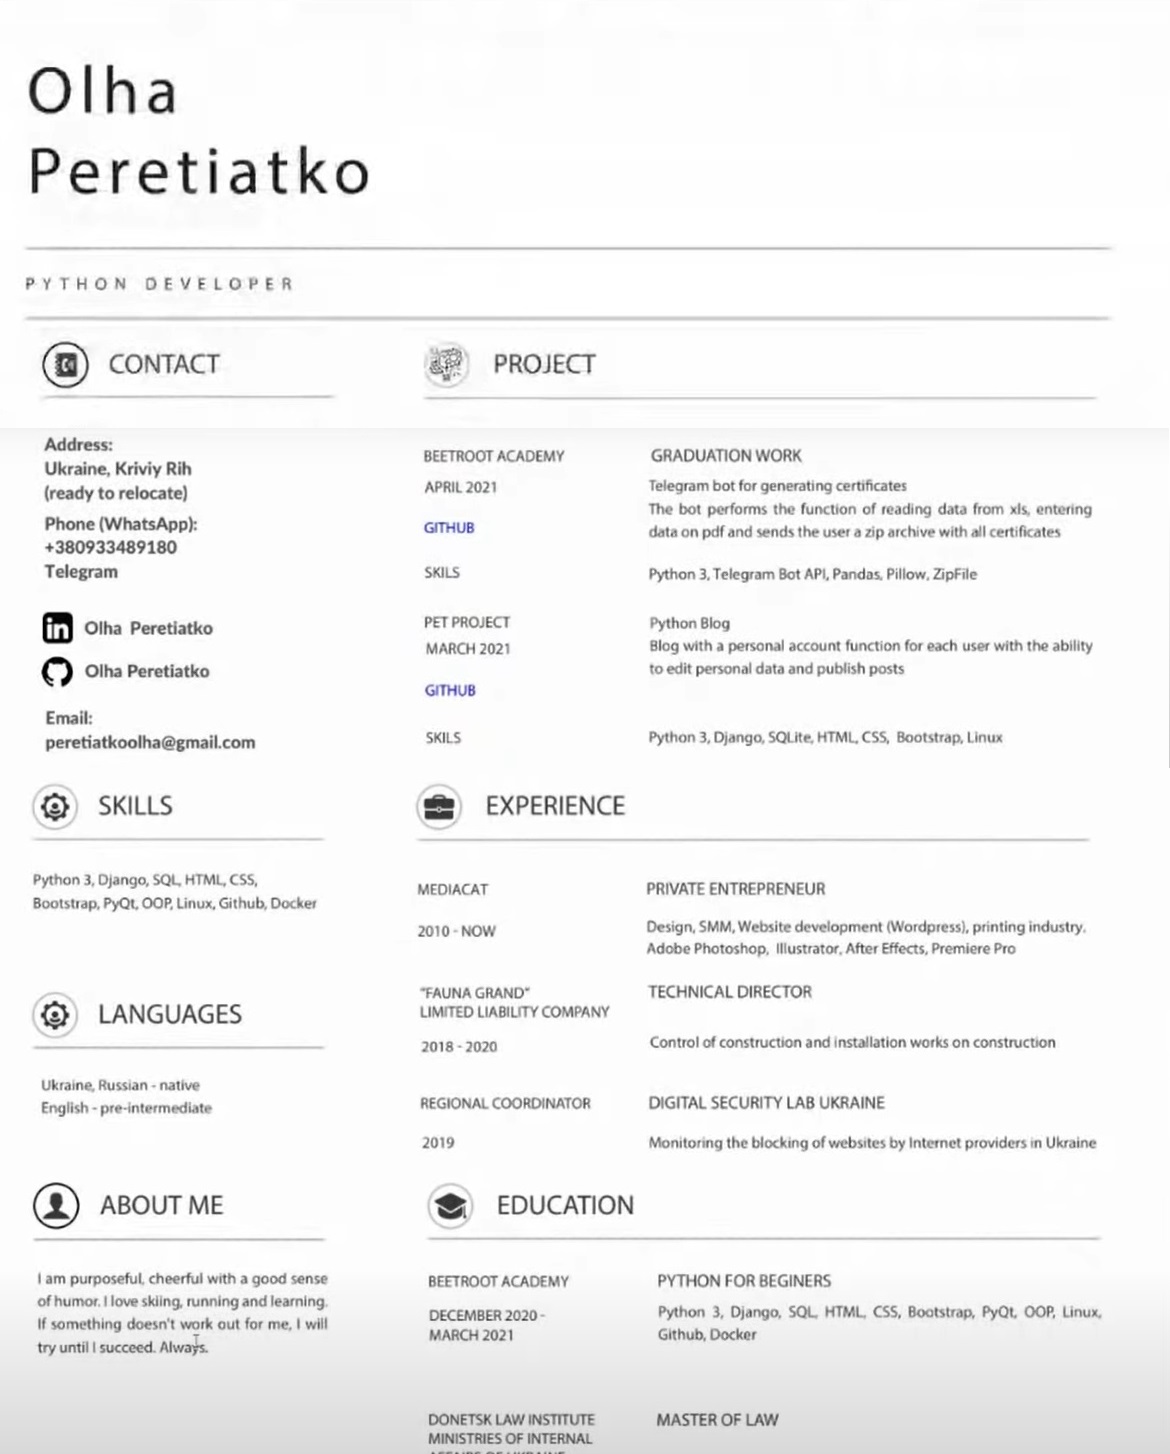 Olha
Peretiatko
PYTHON DEVELOPER
CONTACT
Address:
Ukraine, Kriviy Rih
(ready to relocate)
Phone (WhatsApp):
+380933489180
Telegram
in Olha Peretiatko
Olha Peretiatko
Email:
peretiatkoolha@gmail.com
SKILLS
Python 3, Django, SQL, HTML, CSS,
Bootstrap, PyQt, OOP, Linux, Github, Docker
LANGUAGES
Ukraine, Russian - native
English - pre-intermediate
ABOUT ME
I am purposeful, cheerful with a good sense
of humor. I love skiing, running and learning.
If something doesn't work out for me, I will
try until I succeed. Always.
PROJECT
BEETROOT ACADEMY
GRADUATION WORK
APRIL 2021
Telegram bot for generating certificates
The bot performs the function of reading data from xls, entering
data on pdf and sends the user a zip archive with all certificates
GITHUB
SKILS
Python 3, Telegram Bot API, Pandas, Pillow, ZipFile
PET PROJECT
Python Blog
MARCH 2021
Blog with a personal account function for each user with the ability
to edit personal data and publish posts
GITHUB
SKILS
Python 3, Django, SQLite, HTML, CSS, Bootstrap, Linux
EXPERIENCE
MEDIACAT
PRIVATE ENTREPRENEUR
2010 - NOW
Design, SMM, Website development (Wordpress), printing industry.
Adobe Photoshop, Illustrator, After Effects, Premiere Pro
"FAUNA GRAND"
LIMITED LIABILITY COMPANY
TECHNICAL DIRECTOR
2018 - 2020
Control of construction and installation works on construction
REGIONAL COORDINATOR
DIGITAL SECURITY LAB UKRAINE
2019
Monitoring the blocking of websites by Internet providers in Ukraine
EDUCATION
BEETROOT ACADEMY
PYTHON FOR BEGINERS
DECEMBER 2020 -
MARCH 2021
Python 3, Django, SQL, HTML, CSS, Bootstrap, PyQt, OOP, Linux,
Github, Docker
DONETSK LAW INSTITUTE
MINISTRIES OF INTERNAL
MASTER OF LAW